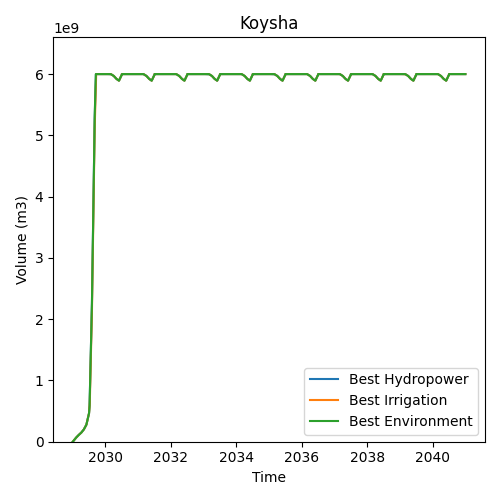 Koysha
1e9
6
5
4
3
2
1
0
Volume (m3)
Best Hydropower
Best Irrigation
Best Environment
2030 2032 2034 2036 2038 2040
Time